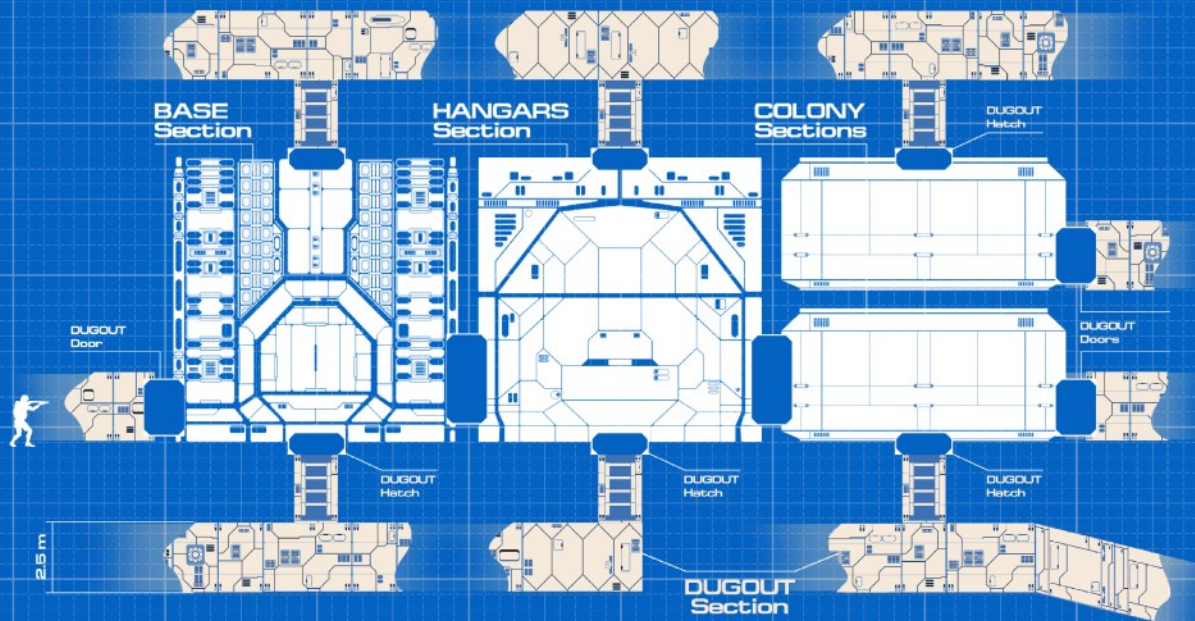 BASE
Section
HANGARS
Section
COLONY
Sections
DUGOUT
Hatch
DUGOUT
Door
DUGOUT
Doors
DUGOUT
Hatch
DUGOUT
Hatch
DUGOUT
Hatch
2.5 m
DUGOUT
Section